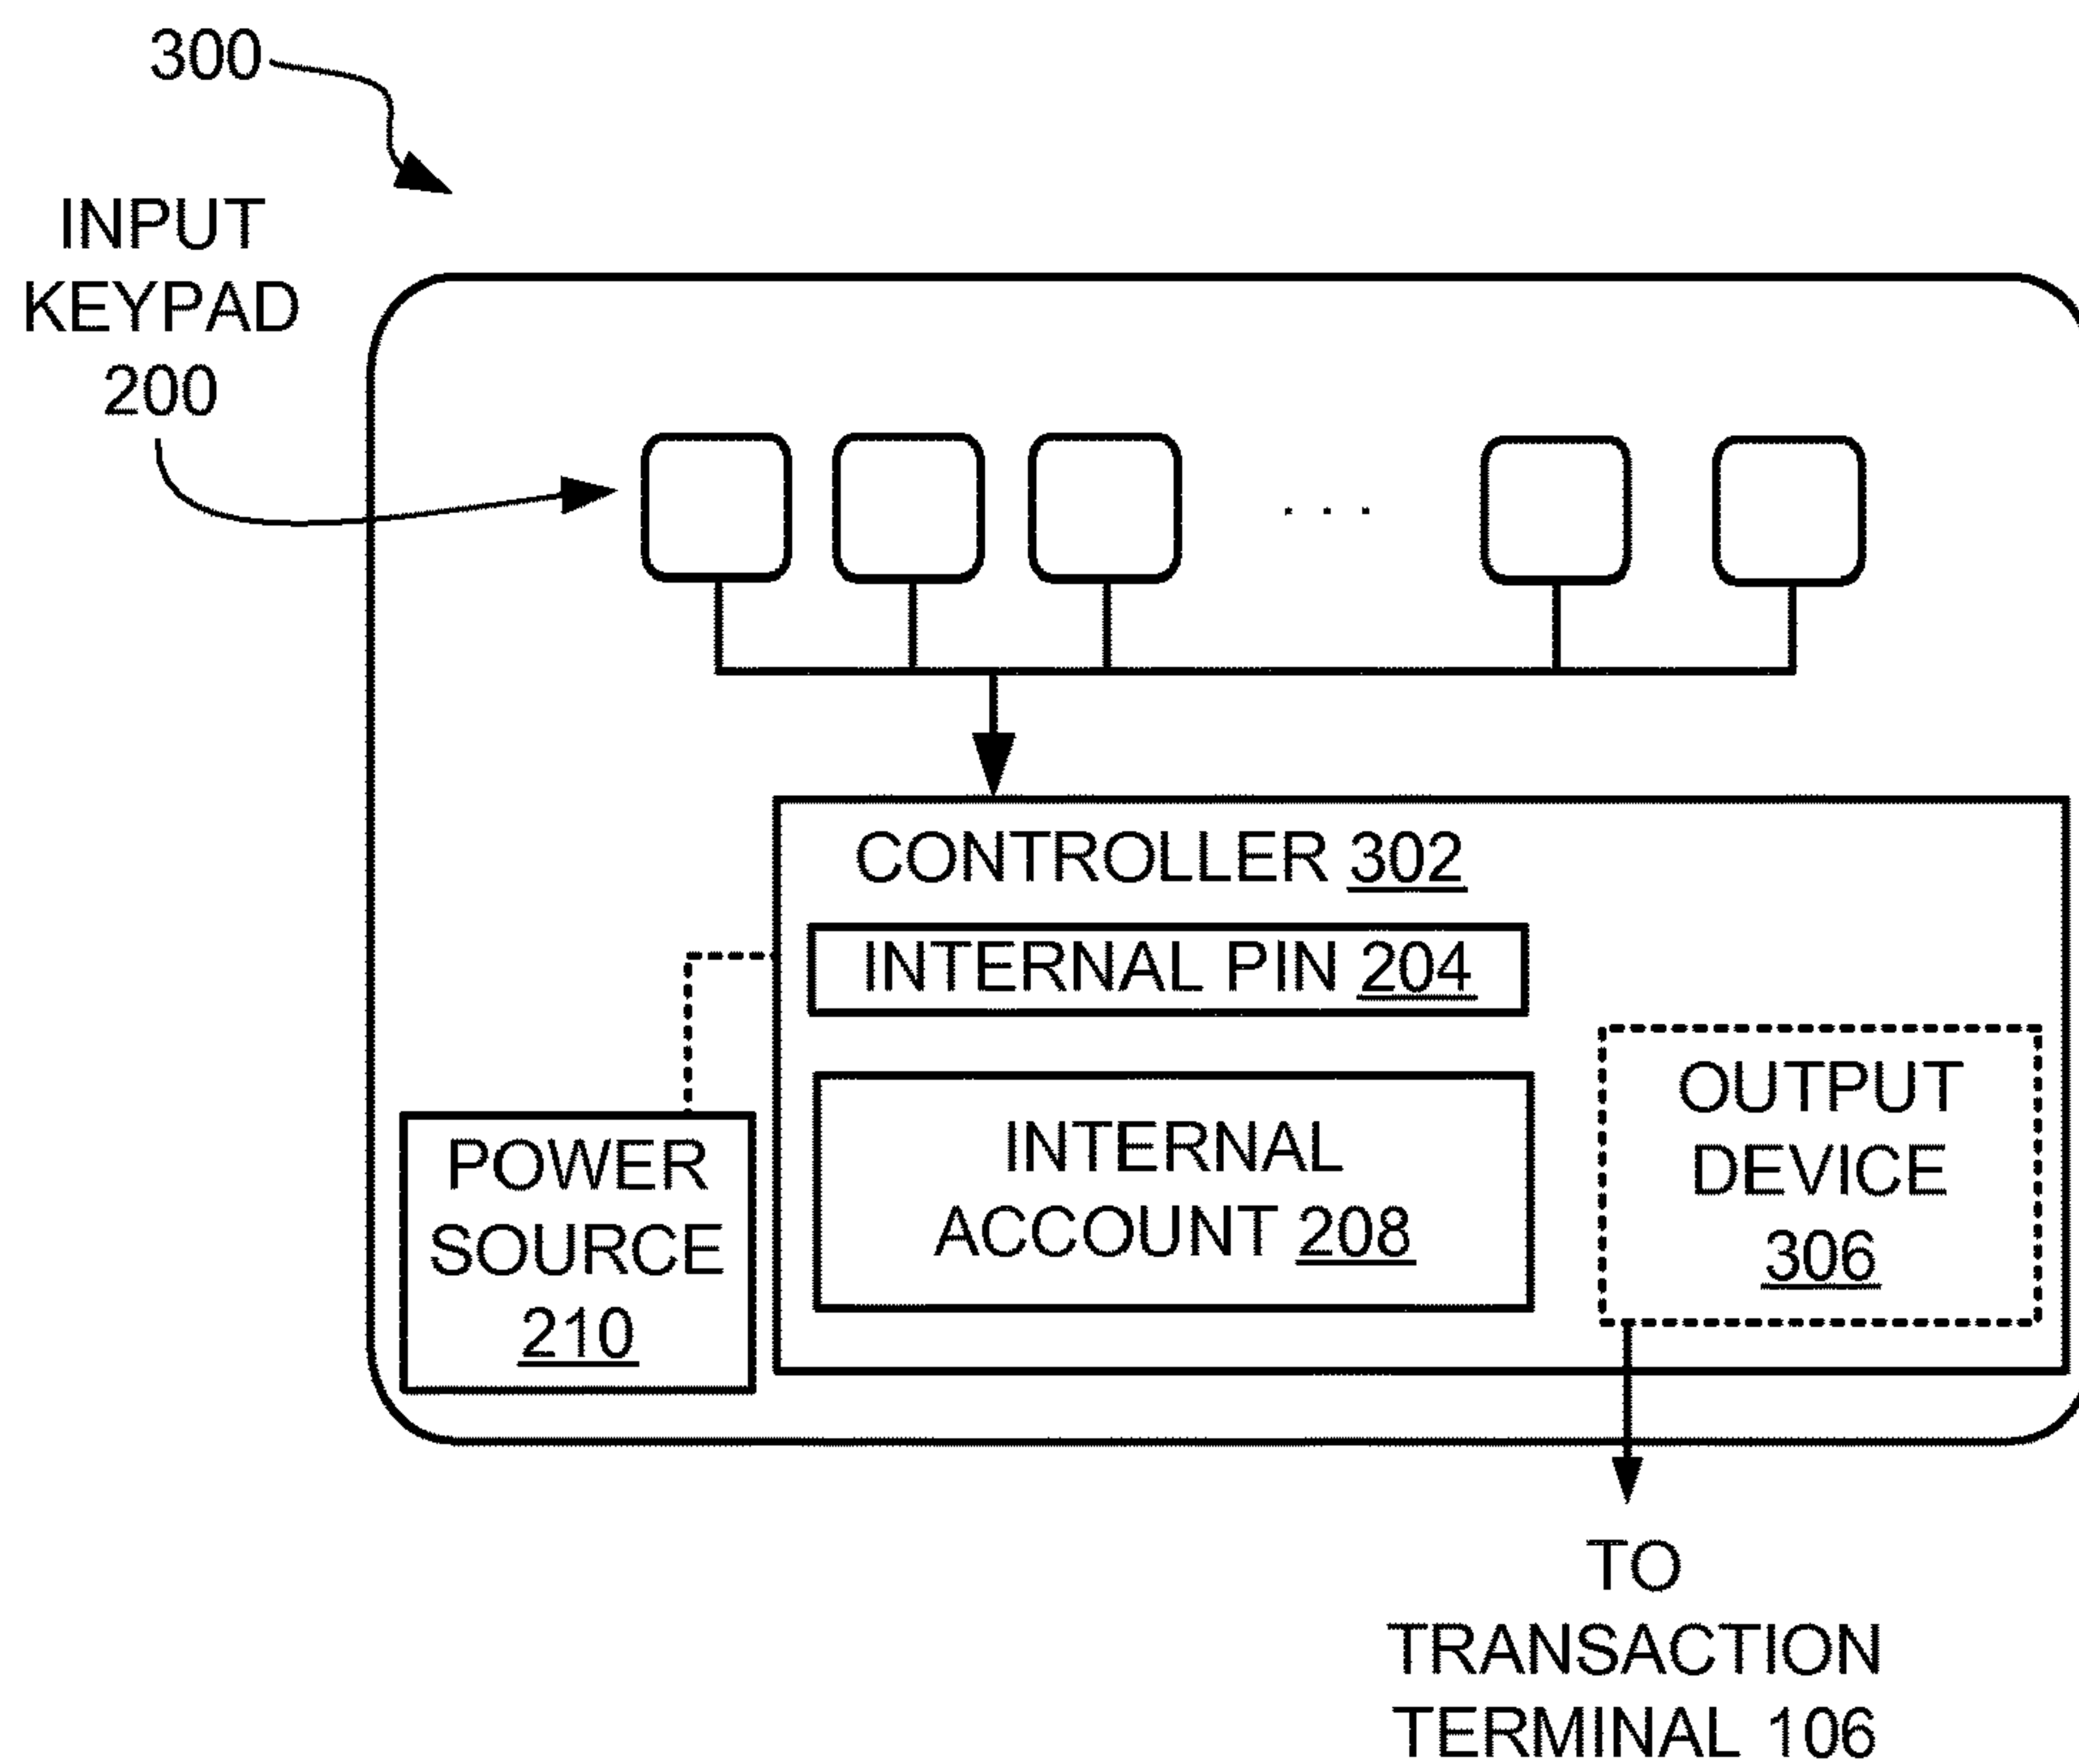 300
INPUT
KEYPAD
200
. . .
CONTROLLER 302
INTERNAL PIN 204
INTERNAL
ACCOUNT 208
OUTPUT
DEVICE
306
POWER
SOURCE
210
TO
TRANSACTION
TERMINAL 106